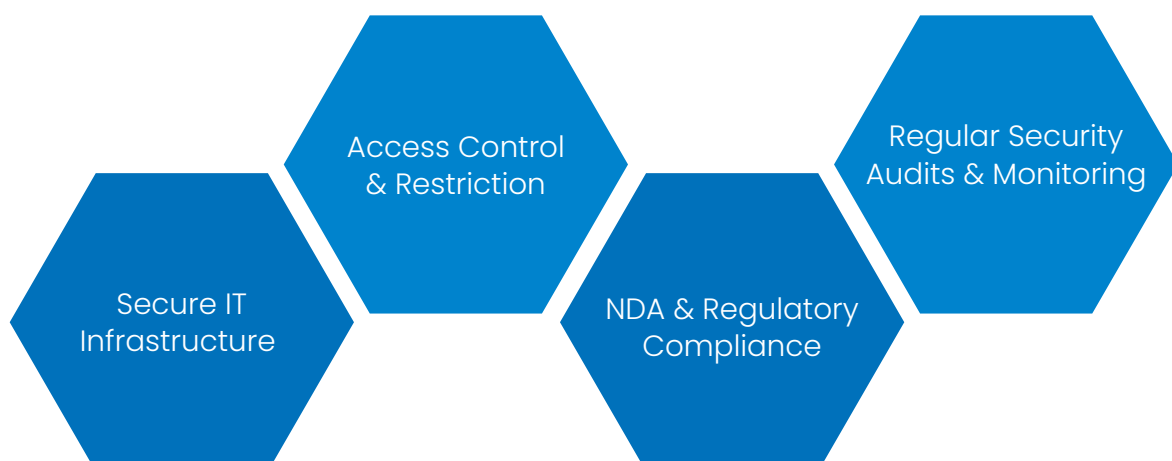 Secure IT
Infrastructure
Access Control
& Restriction
NDA & Regulatory
Compliance
Regular Security
Audits & Monitoring